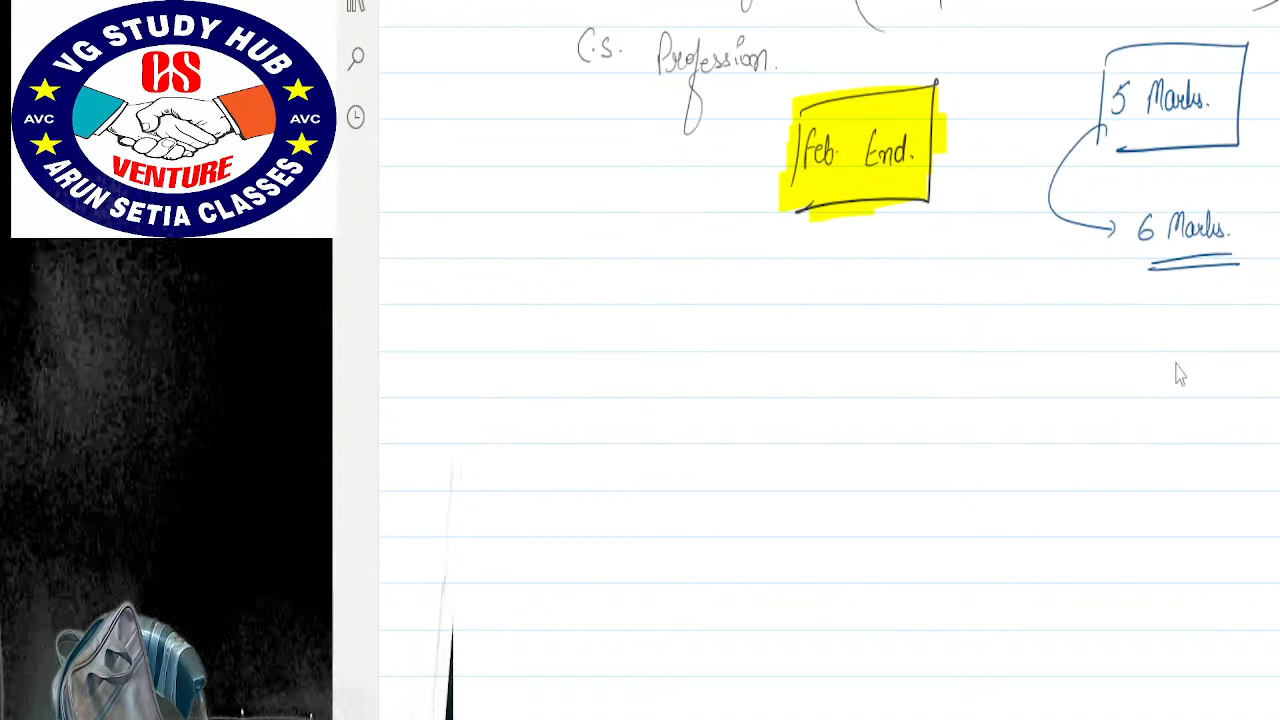 VG STUDY HUB
CS
AVC
AVC
VENTURE
ARUN SETIA CLASSES
C.S. Profession.
5 Marks.
Feb. End.
6 Marks.